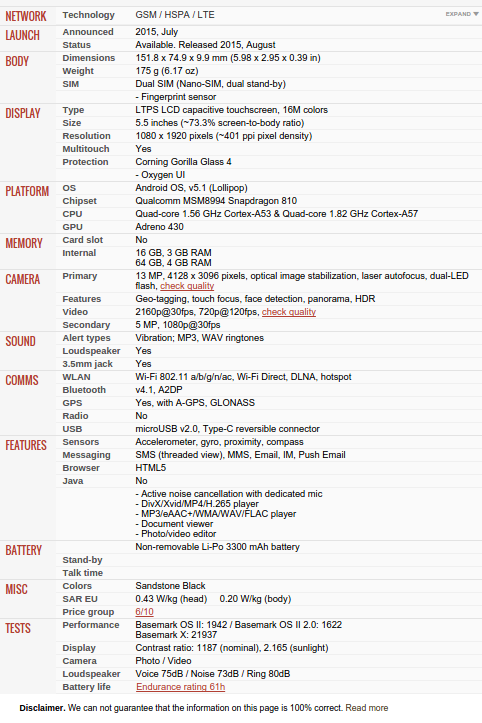 NETWORK Technology GSM / HSPA / LTE EXPAND ▼
LAUNCH Announced 2015, July
Status Available. Released 2015, August
BODY Dimensions 151.8 x 74.9 x 9.9 mm (5.98 x 2.95 x 0.39 in)
Weight 175 g (6.17 oz)
SIM Dual SIM (Nano-SIM, dual stand-by)
- Fingerprint sensor
DISPLAY Type LTPS LCD capacitive touchscreen, 16M colors
Size 5.5 inches (~73.3% screen-to-body ratio)
Resolution 1080 x 1920 pixels (~401 ppi pixel density)
Multitouch Yes
Protection Corning Gorilla Glass 4
- Oxygen UI
PLATFORM OS Android OS, v5.1 (Lollipop)
Chipset Qualcomm MSM8994 Snapdragon 810
CPU Quad-core 1.56 GHz Cortex-A53 & Quad-core 1.82 GHz Cortex-A57
GPU Adreno 430
MEMORY Card slot No
Internal 16 GB, 3 GB RAM
64 GB, 4 GB RAM
CAMERA Primary 13 MP, 4128 x 3096 pixels, optical image stabilization, laser autofocus, dual-LED
flash, check quality
Features Geo-tagging, touch focus, face detection, panorama, HDR
Video 2160p@30fps, 720p@120fps, check quality
Secondary 5 MP, 1080p@30fps
SOUND Alert types Vibration; MP3, WAV ringtones
Loudspeaker Yes
3.5mm jack Yes
COMMS WLAN Wi-Fi 802.11 a/b/g/n/ac, Wi-Fi Direct, DLNA, hotspot
Bluetooth v4.1, A2DP
GPS Yes, with A-GPS, GLONASS
Radio No
USB microUSB v2.0, Type-C reversible connector
FEATURES Sensors Accelerometer, gyro, proximity, compass
Messaging SMS (threaded view), MMS, Email, IM, Push Email
Browser HTML5
Java No
- Active noise cancellation with dedicated mic
- DivX/Xvid/MP4/H.265 player
- MP3/eAAC+/WMA/WAV/FLAC player
- Document viewer
- Photo/video editor
BATTERY Non-removable Li-Po 3300 mAh battery
Stand-by
Talk time
MISC Colors Sandstone Black
SAR EU 0.43 W/kg (head) 0.20 W/kg (body)
Price group 6/10
TESTS Performance Basemark OS II: 1942 / Basemark OS II 2.0: 1622
Basemark X: 21937
Display Contrast ratio: 1187 (nominal), 2.165 (sunlight)
Camera Photo / Video
Loudspeaker Voice 75dB / Noise 73dB / Ring 80dB
Battery life Endurance rating 61h
Disclaimer. We can not guarantee that the information on this page is 100% correct. Read more